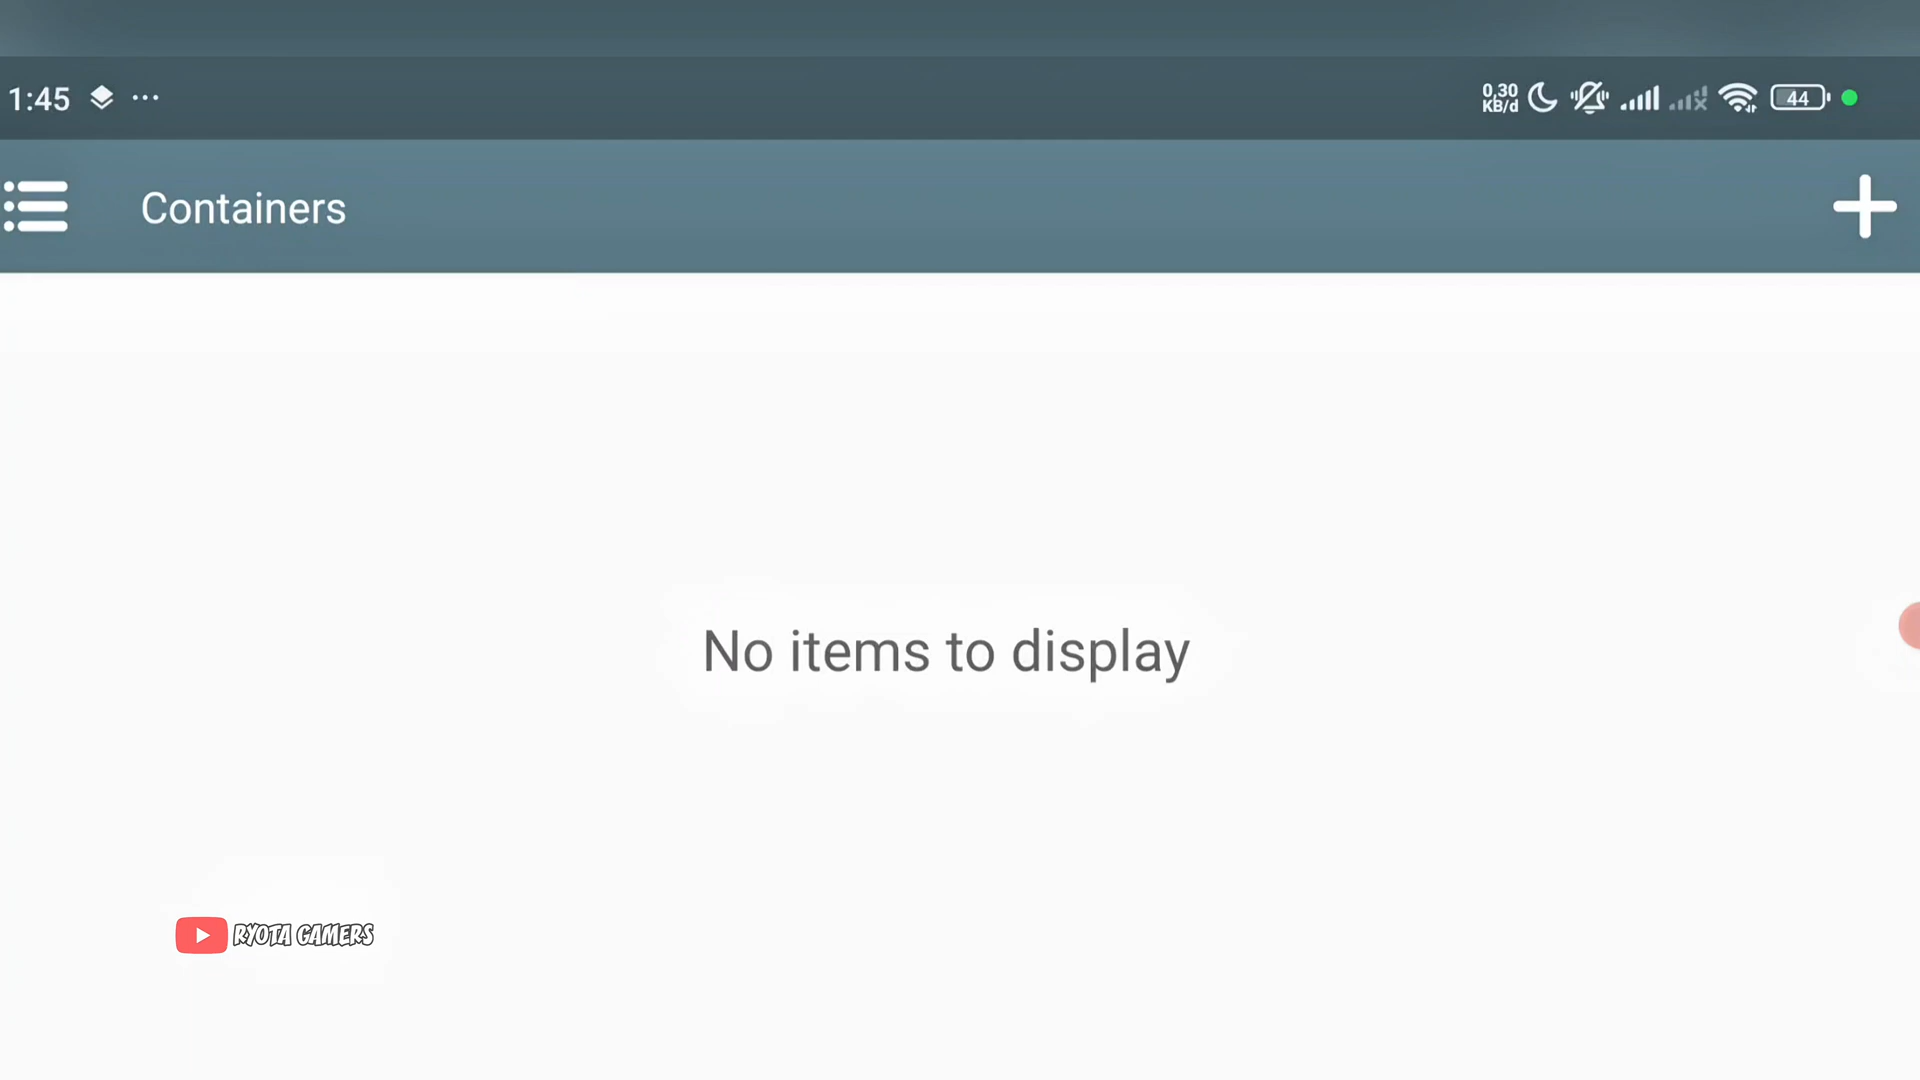 1:45 ...
0,30 KB/d 44
Containers
No items to display
RYOTA GAMERS